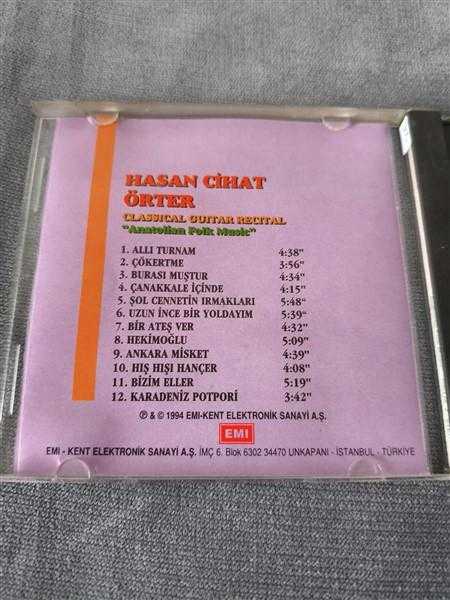 HASAN CİHAT
ÖRTER
CLASSICAL GUITAR RECITAL
"Anatolian Folk Music"
1. ALLI TURNAM 4:38"
2. ÇÖKERTME 3:56"
3. BURASI MUŞTUR 4:34"
4. ÇANAKKALE İÇİNDE 4:15"
5. ŞOL CENNETİN IRMAKLARI 5:48"
6. UZUN İNCE BİR YOLDAYIM 5:39"
7. BİR ATEŞ VER 4:32"
8. HEKİMOĞLU 5:09"
9. ANKARA MISKET 4:39"
10. HIŞ HIŞI HANÇER 4:08"
11. BİZİM ELLER 5:19"
12. KARADENİZ POTPORİ 3:42"
℗ & © 1994 EMI-KENT ELEKTRONİK SANAYİ A.Ş.
EMI
EMI - KENT ELEKTRONİK SANAYİ A.Ş. İMÇ 6. Blok 6302 34470 UNKAPANI - İSTANBUL - TÜRKİYE